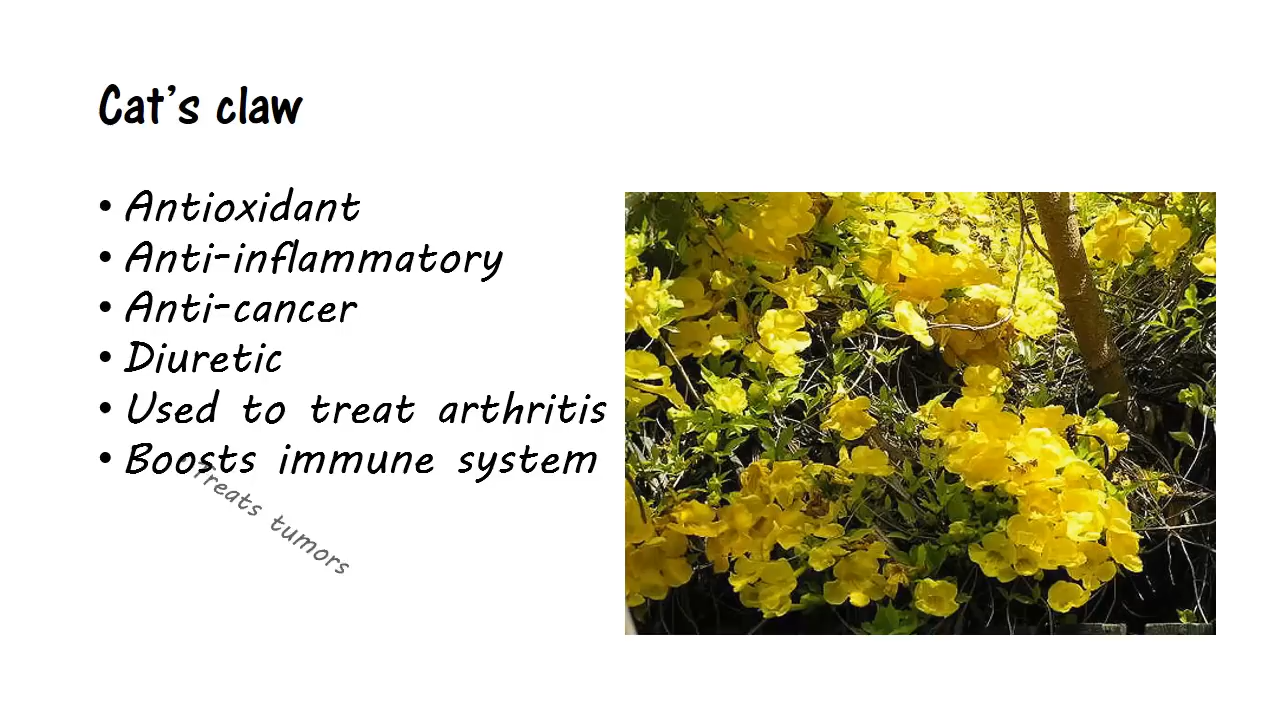 Cat's claw
• Antioxidant
• Anti-inflammatory
• Anti-cancer
• Diuretic
• Used to treat arthritis
• Boosts immune system
Treats tumors